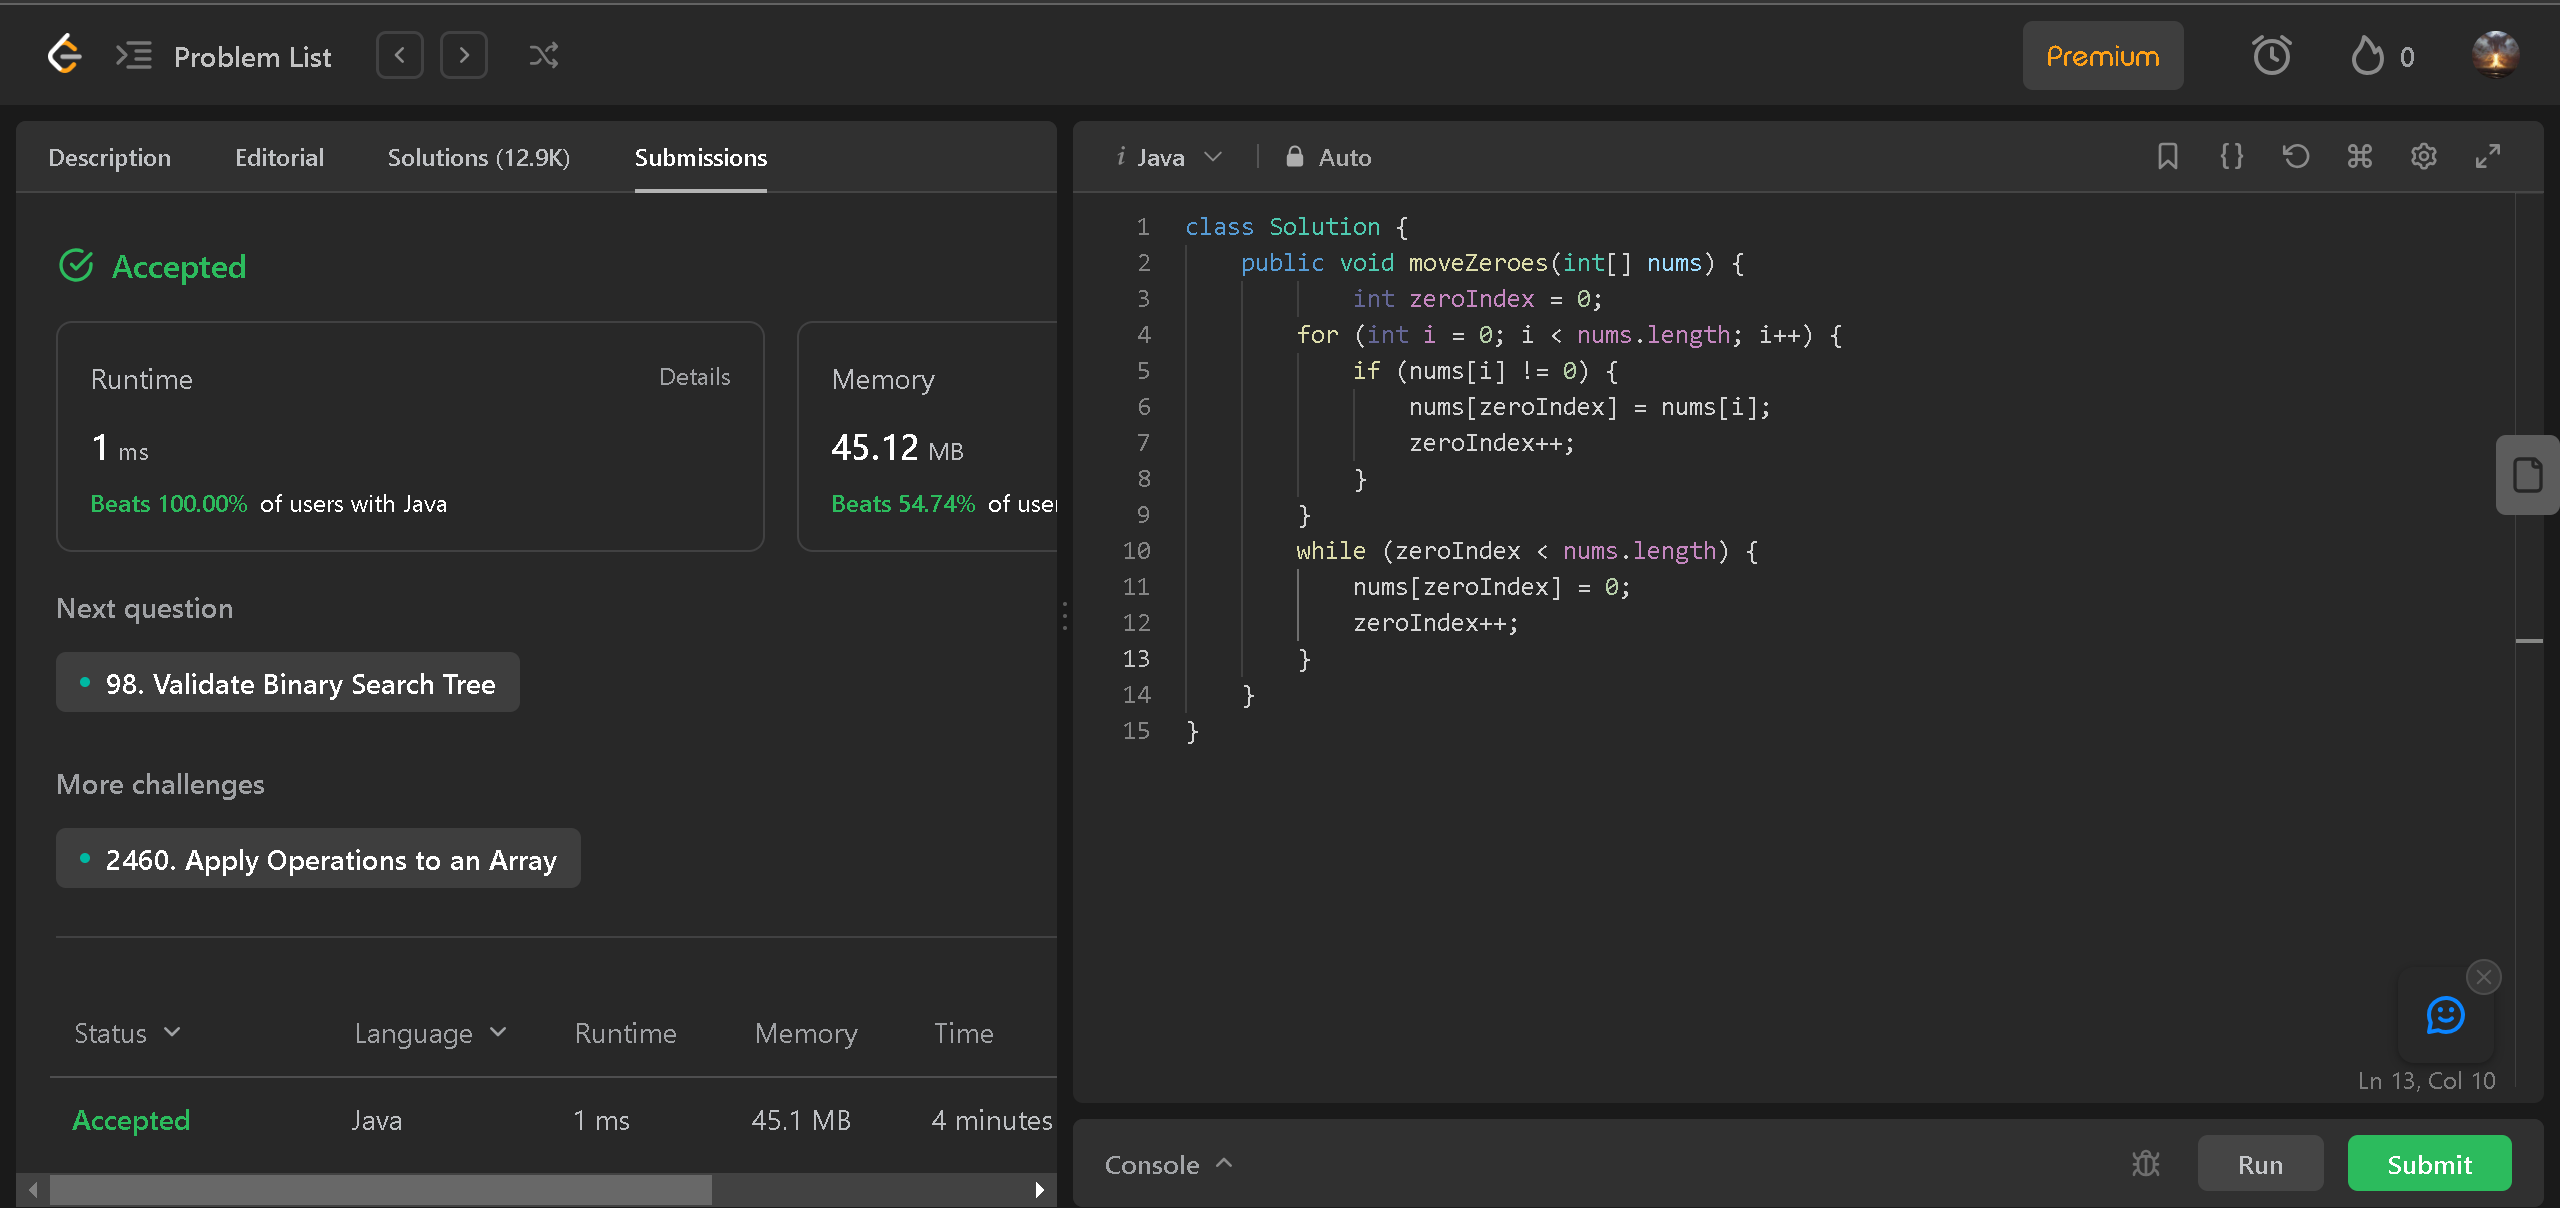 Problem List
Premium
0
Description Editorial Solutions (12.9K) Submissions
Accepted
Runtime Details
1 ms
Beats 100.00% of users with Java
Memory
45.12 MB
Beats 54.74% of
Next question
98. Validate Binary Search Tree
More challenges
2460. Apply Operations to an Array
Status Language Runtime Memory Time
Accepted Java 1 ms 45.1 MB 4 minutes
i Java Auto
1 class Solution {
2     public void moveZeroes(int[] nums) {
3             int zeroIndex = 0;
4         for (int i = 0; i < nums.length; i++) {
5             if (nums[i] != 0) {
6                 nums[zeroIndex] = nums[i];
7                 zeroIndex++;
8             }
9         }
10         while (zeroIndex < nums.length) {
11             nums[zeroIndex] = 0;
12             zeroIndex++;
13         }
14     }
15 }
Ln 13, Col 10
Console Run Submit